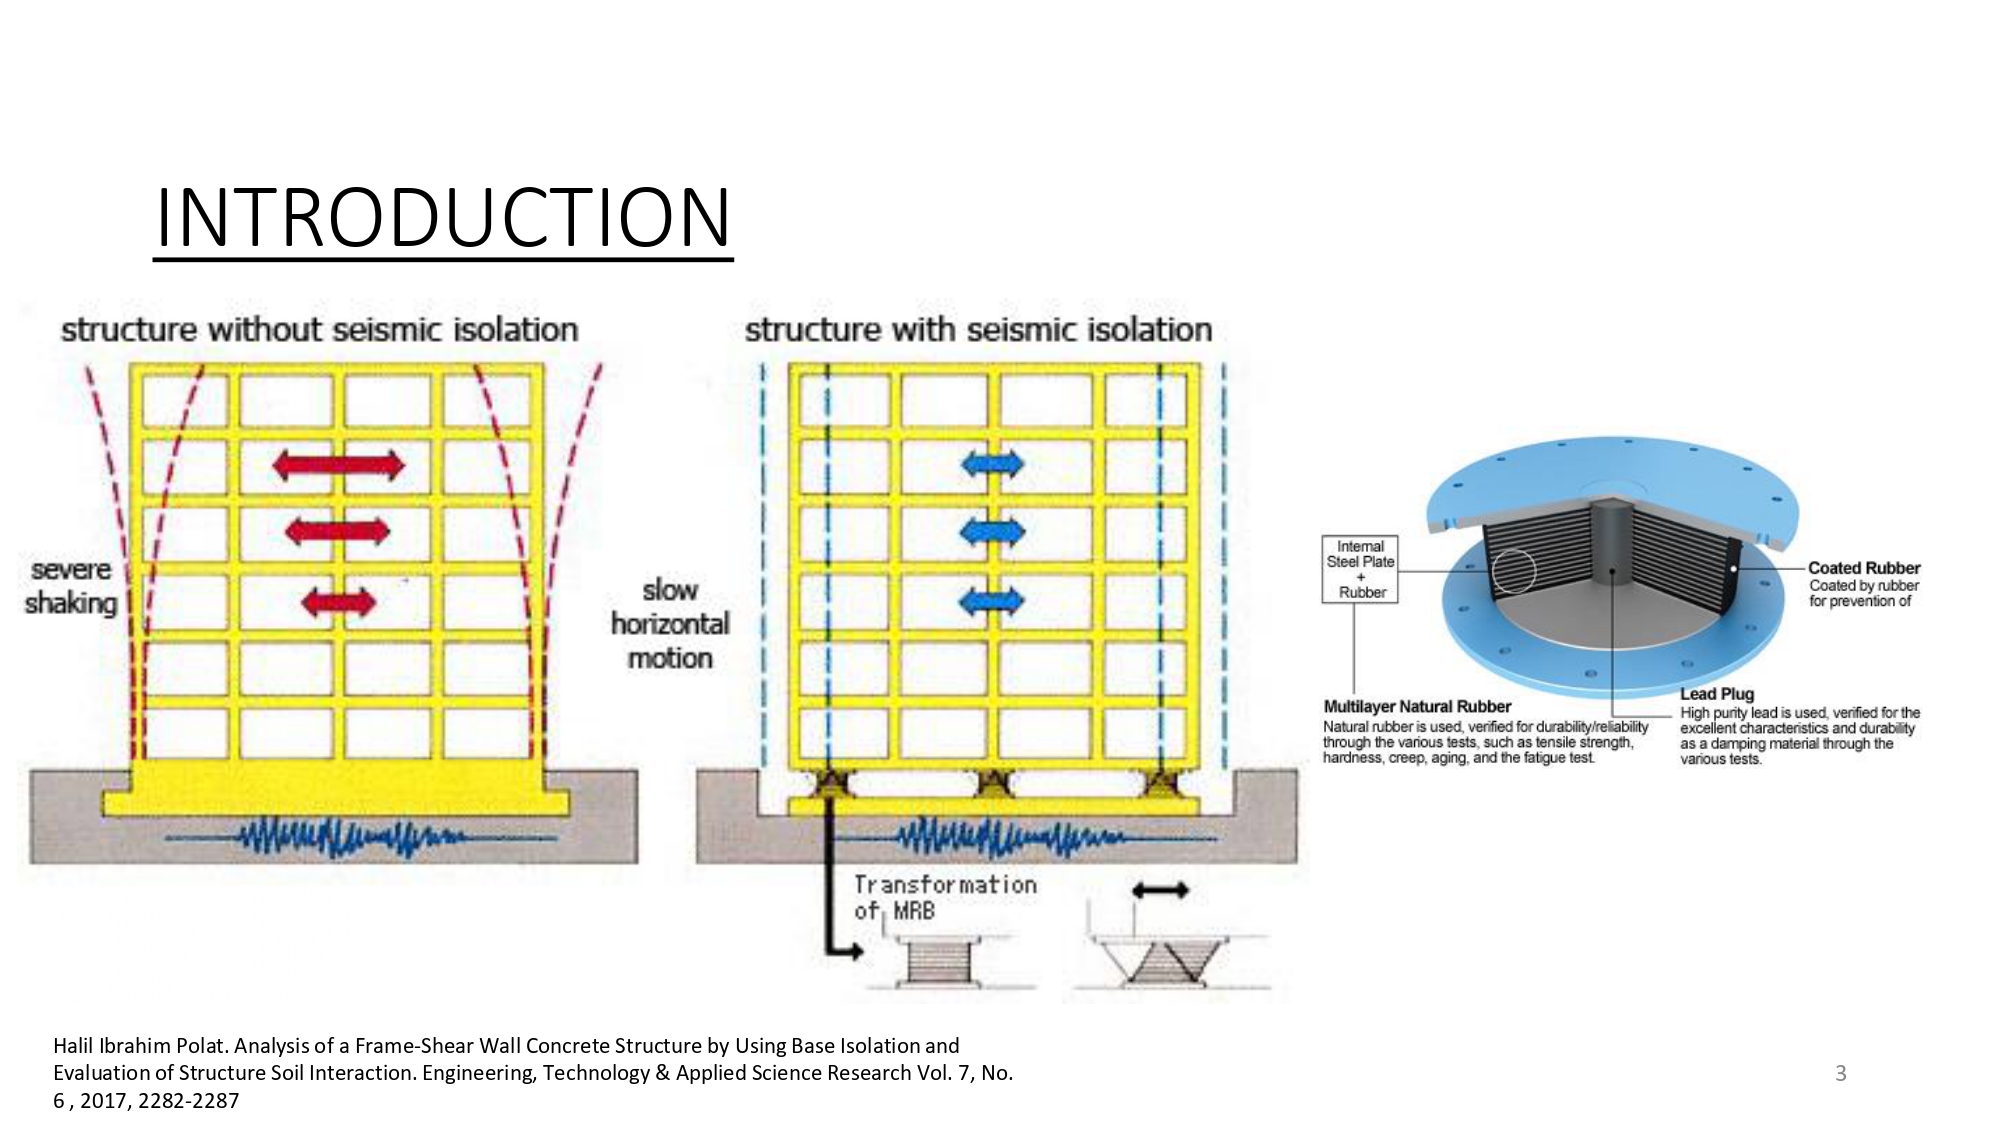 INTRODUCTION
structure without seismic isolation
structure with seismic isolation
severe
shaking
slow
horizontal
motion
Transformation
of MRB
Internal
Steel Plate
+
Rubber
Coated Rubber
Coated by rubber
for prevention of
Multilayer Natural Rubber
Natural rubber is used, verified for durability/reliability
through the various tests, such as tensile strength,
hardness, creep, aging, and the fatigue test.
Lead Plug
High purity lead is used, verified for the
excellent characteristics and durability
as a damping material through the
various tests.
Halil Ibrahim Polat. Analysis of a Frame-Shear Wall Concrete Structure by Using Base Isolation and
Evaluation of Structure Soil Interaction. Engineering, Technology & Applied Science Research Vol. 7, No.
6 , 2017, 2282-2287
3